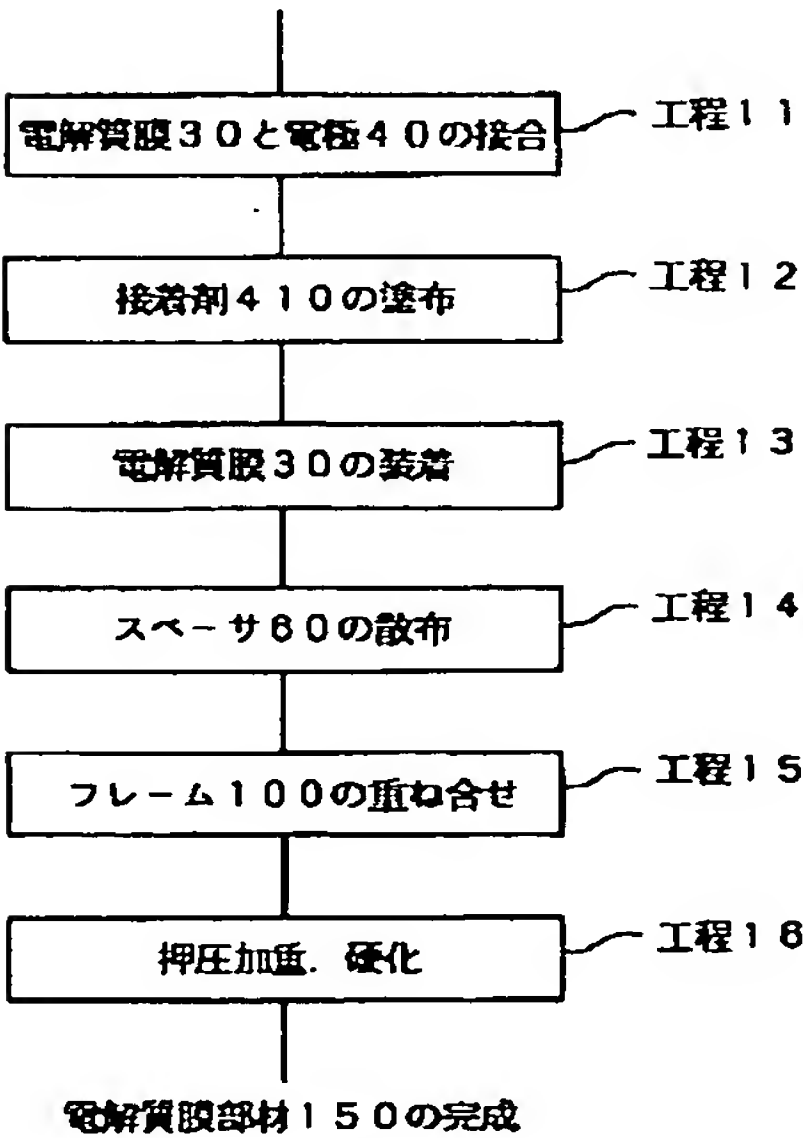 電解質膜30と電極40の接合
工程11
接着剤410の塗布
工程12
電解質膜30の装着
工程13
スペーサ60の散布
工程14
フレーム100の重ね合せ
工程15
押圧加重、硬化
工程16
電解質膜部材150の完成